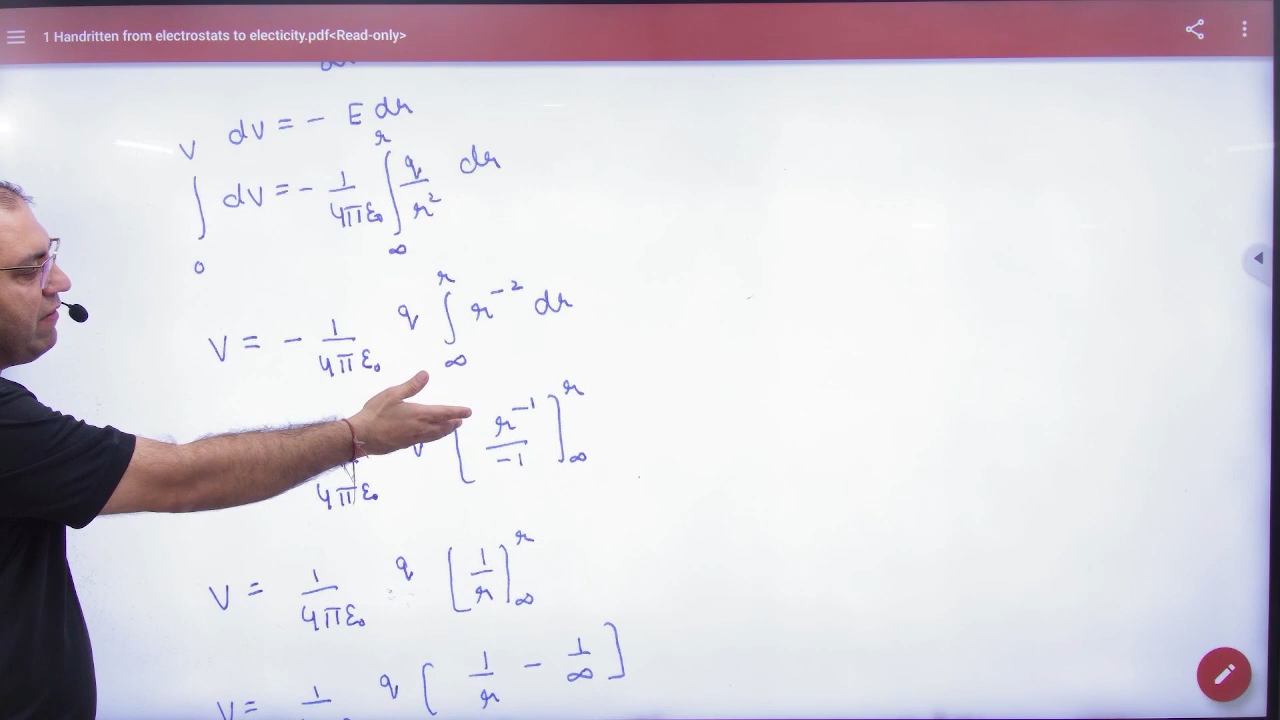 1 Handritten from electrostats to electicity.pdf<Read-only>
dv = - E dr
∫₀^V dv = - 1/4πε₀ ∫_∞^r q/r² dr
V = - 1/4πε₀ q ∫_∞^r r⁻² dr
4πε₀ [ r⁻¹/-1 ]_∞^r
V = 1/4πε₀ q [ 1/r ]_∞^r
V = 1 q [ 1/r - 1/∞ ]